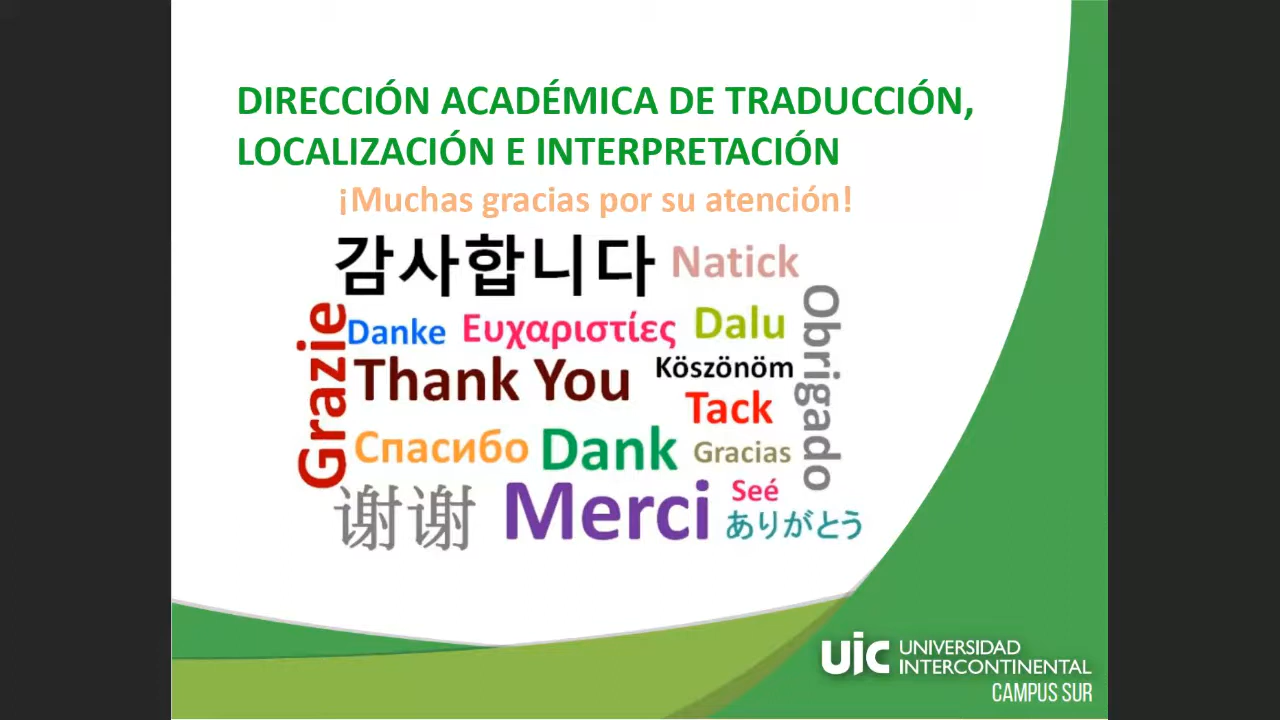 DIRECCIÓN ACADÉMICA DE TRADUCCIÓN,
LOCALIZACIÓN E INTERPRETACIÓN
¡Muchas gracias por su atención!
감사합니다
Natick
Grazie
Danke
Ευχαριστίες
Dalu
Obrigado
Thank You
Köszönöm
Tack
Спасибо
Dank
Gracias
谢谢
Merci
Seé
ありがとう
uic UNIVERSIDAD
INTERCONTINENTAL
CAMPUS SUR